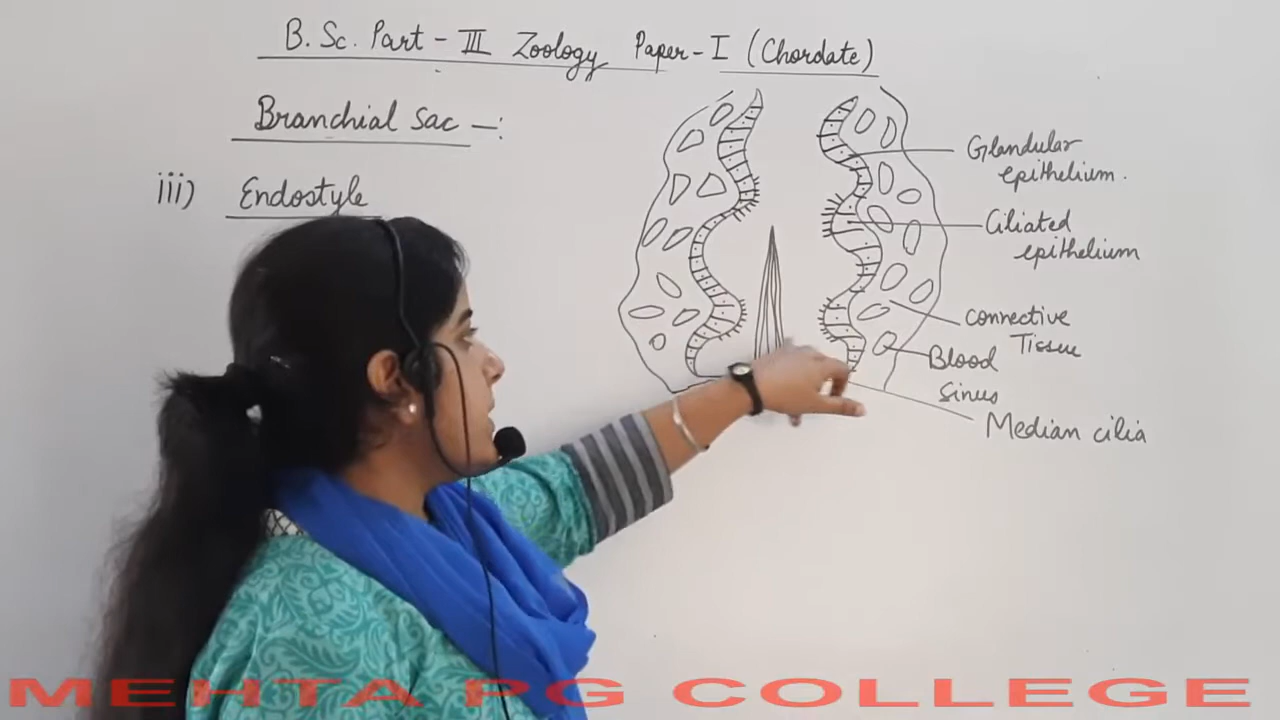 B. Sc. Part - III Zoology Paper - I (Chordate)
Branchial Sac -:
iii) Endostyle
Glandular
epithelium.
Ciliated
epithelium
Connective
Tissue
Blood
Sinus
Median cilia
MEHTA PG COLLEGE